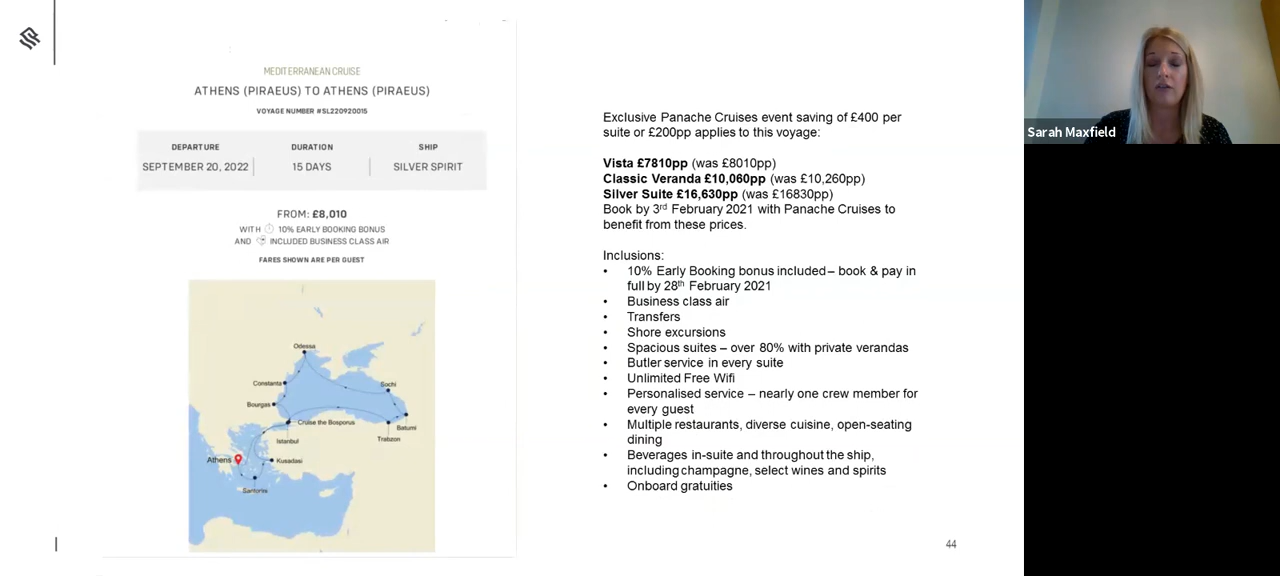 MEDITERRANEAN CRUISE
ATHENS (PIRAEUS) TO ATHENS (PIRAEUS)
VOYAGE NUMBER #SL220920015
DEPARTURE
SEPTEMBER 20, 2022
DURATION
15 DAYS
SHIP
SILVER SPIRIT
FROM: £8,010
WITH 10% EARLY BOOKING BONUS
AND INCLUDED BUSINESS CLASS AIR
FARES SHOWN ARE PER GUEST
Odessa
Constanta
Sochi
Bourgas
Cruise the Bosporus
Batumi
Istanbul
Trabzon
Athens
Kusadasi
Santorini
Exclusive Panache Cruises event saving of £400 per
suite or £200pp applies to this voyage:
Vista £7810pp (was £8010pp)
Classic Veranda £10,060pp (was £10,260pp)
Silver Suite £16,630pp (was £16830pp)
Book by 3rd February 2021 with Panache Cruises to
benefit from these prices.
Inclusions:
• 10% Early Booking bonus included – book & pay in
full by 28th February 2021
• Business class air
• Transfers
• Shore excursions
• Spacious suites – over 80% with private verandas
• Butler service in every suite
• Unlimited Free Wifi
• Personalised service – nearly one crew member for
every guest
• Multiple restaurants, diverse cuisine, open-seating
dining
• Beverages in-suite and throughout the ship,
including champagne, select wines and spirits
• Onboard gratuities
44
Sarah Maxfield